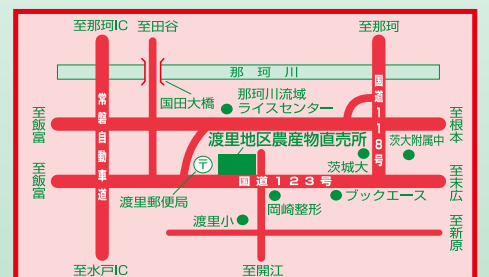 至那珂IC
至田谷
至那珂
那珂川
国田大橋
那珂川流域
ライスセンター
国道118号
常磐自動車道
至飯富
至根本
渡里地区農産物直売所
茨大附属中
茨城大
至飯富
〒
国道123号
至末広
渡里郵便局
岡崎整形
ブックエース
渡里小
至新原
至水戸IC
至開江